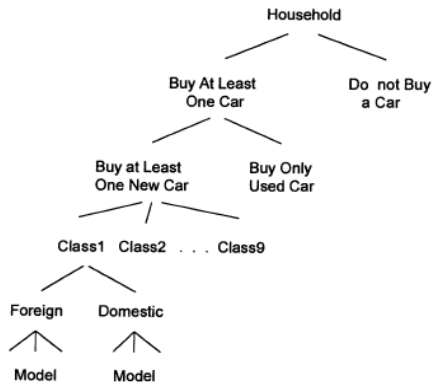 Household
Buy At Least
One Car
Do not Buy
a Car
Buy at Least
One New Car
Buy Only
Used Car
Class1 Class2 . . . Class9
Foreign Domestic
Model Model